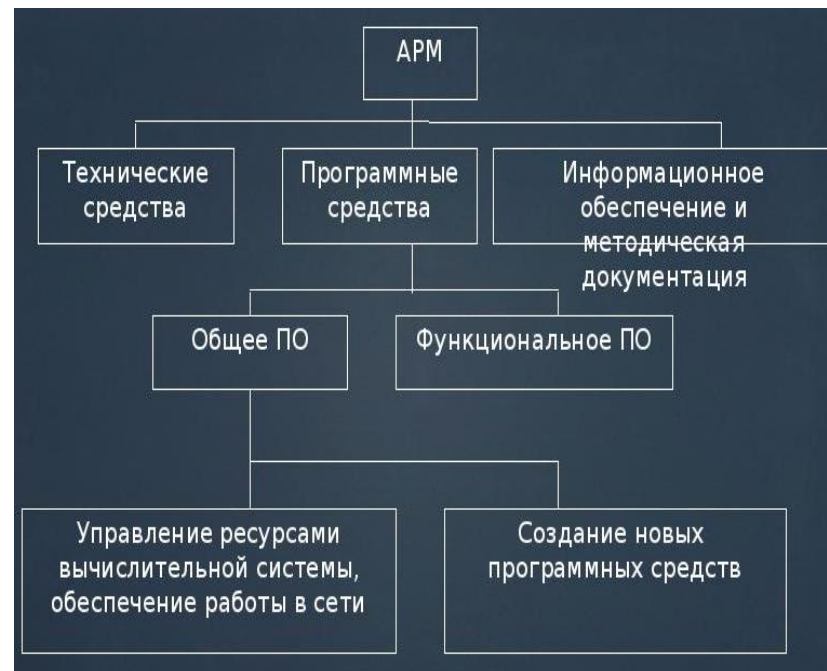 АРМ
Технические
средства
Программные
средства
Информационное
обеспечение и
методическая
документация
Общее ПО
Функциональное ПО
Управление ресурсами
вычислительной системы,
обеспечение работы в сети
Создание новых
программных средств